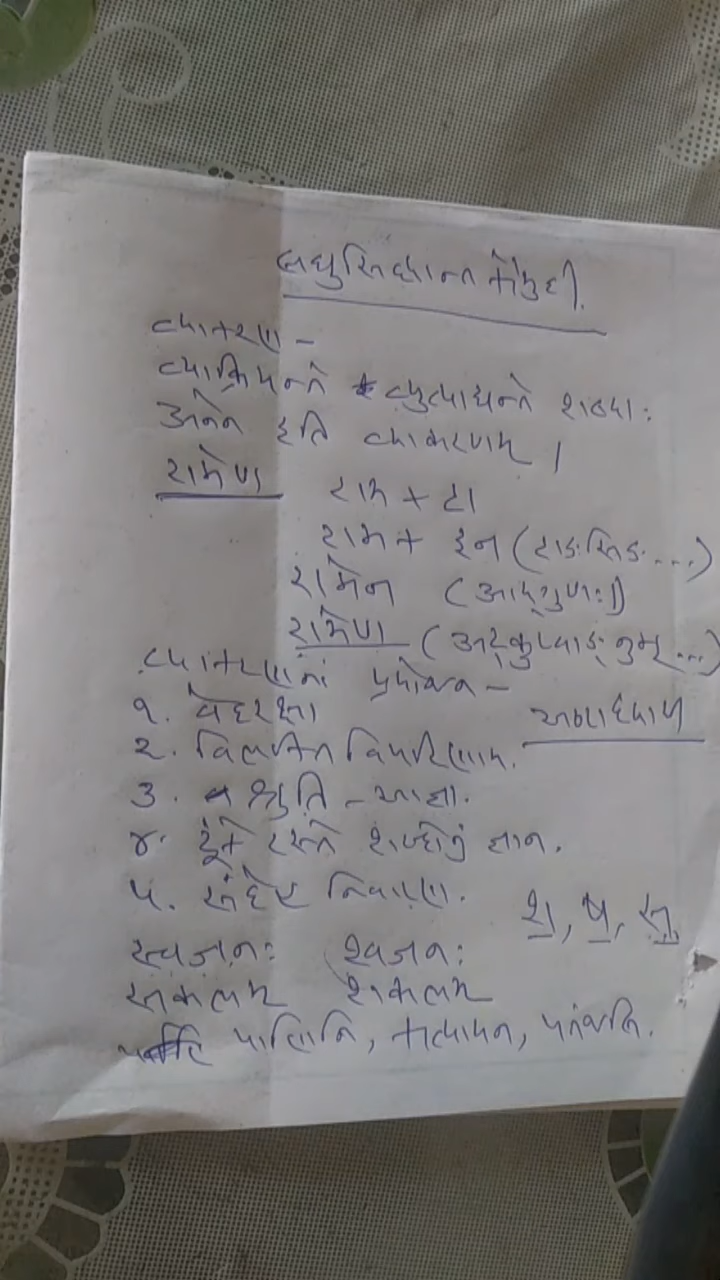 લઘુસિધ્ધાન્ત કૌમુદી.
વ્યાકરણ –
વ્યાક્રિયન્તે વ્યુત્પાદ્યન્તે શબ્દાઃ
અનેન ઇતિ વ્યાકરણમ્ |
રામેણ રામ + ટા
રામ + ઇન (ટાઙસિઙ...)
રામેન (આદ્ગુણઃ)
રામેણ (અટ્કુપ્વાઙ્ નુમ્...)
વ્યાકરણનાં પ્રયોજન –
૧. વેદરક્ષા
અષ્ટાધ્યાયી
૨. વિભક્તિ વિપરિણામ.
૩. શ્રુતિ – આજ્ઞા.
૪. ટૂંકે રસ્તે શબ્દોનું જ્ઞાન.
૫. સંદેહ નિવારણ.
શ, ષ, સ
સ્વજનઃ શ્વજનઃ
સકલમ્ શકલમ્
પાણિનિ, કાત્યાયન, પતંજલિ.